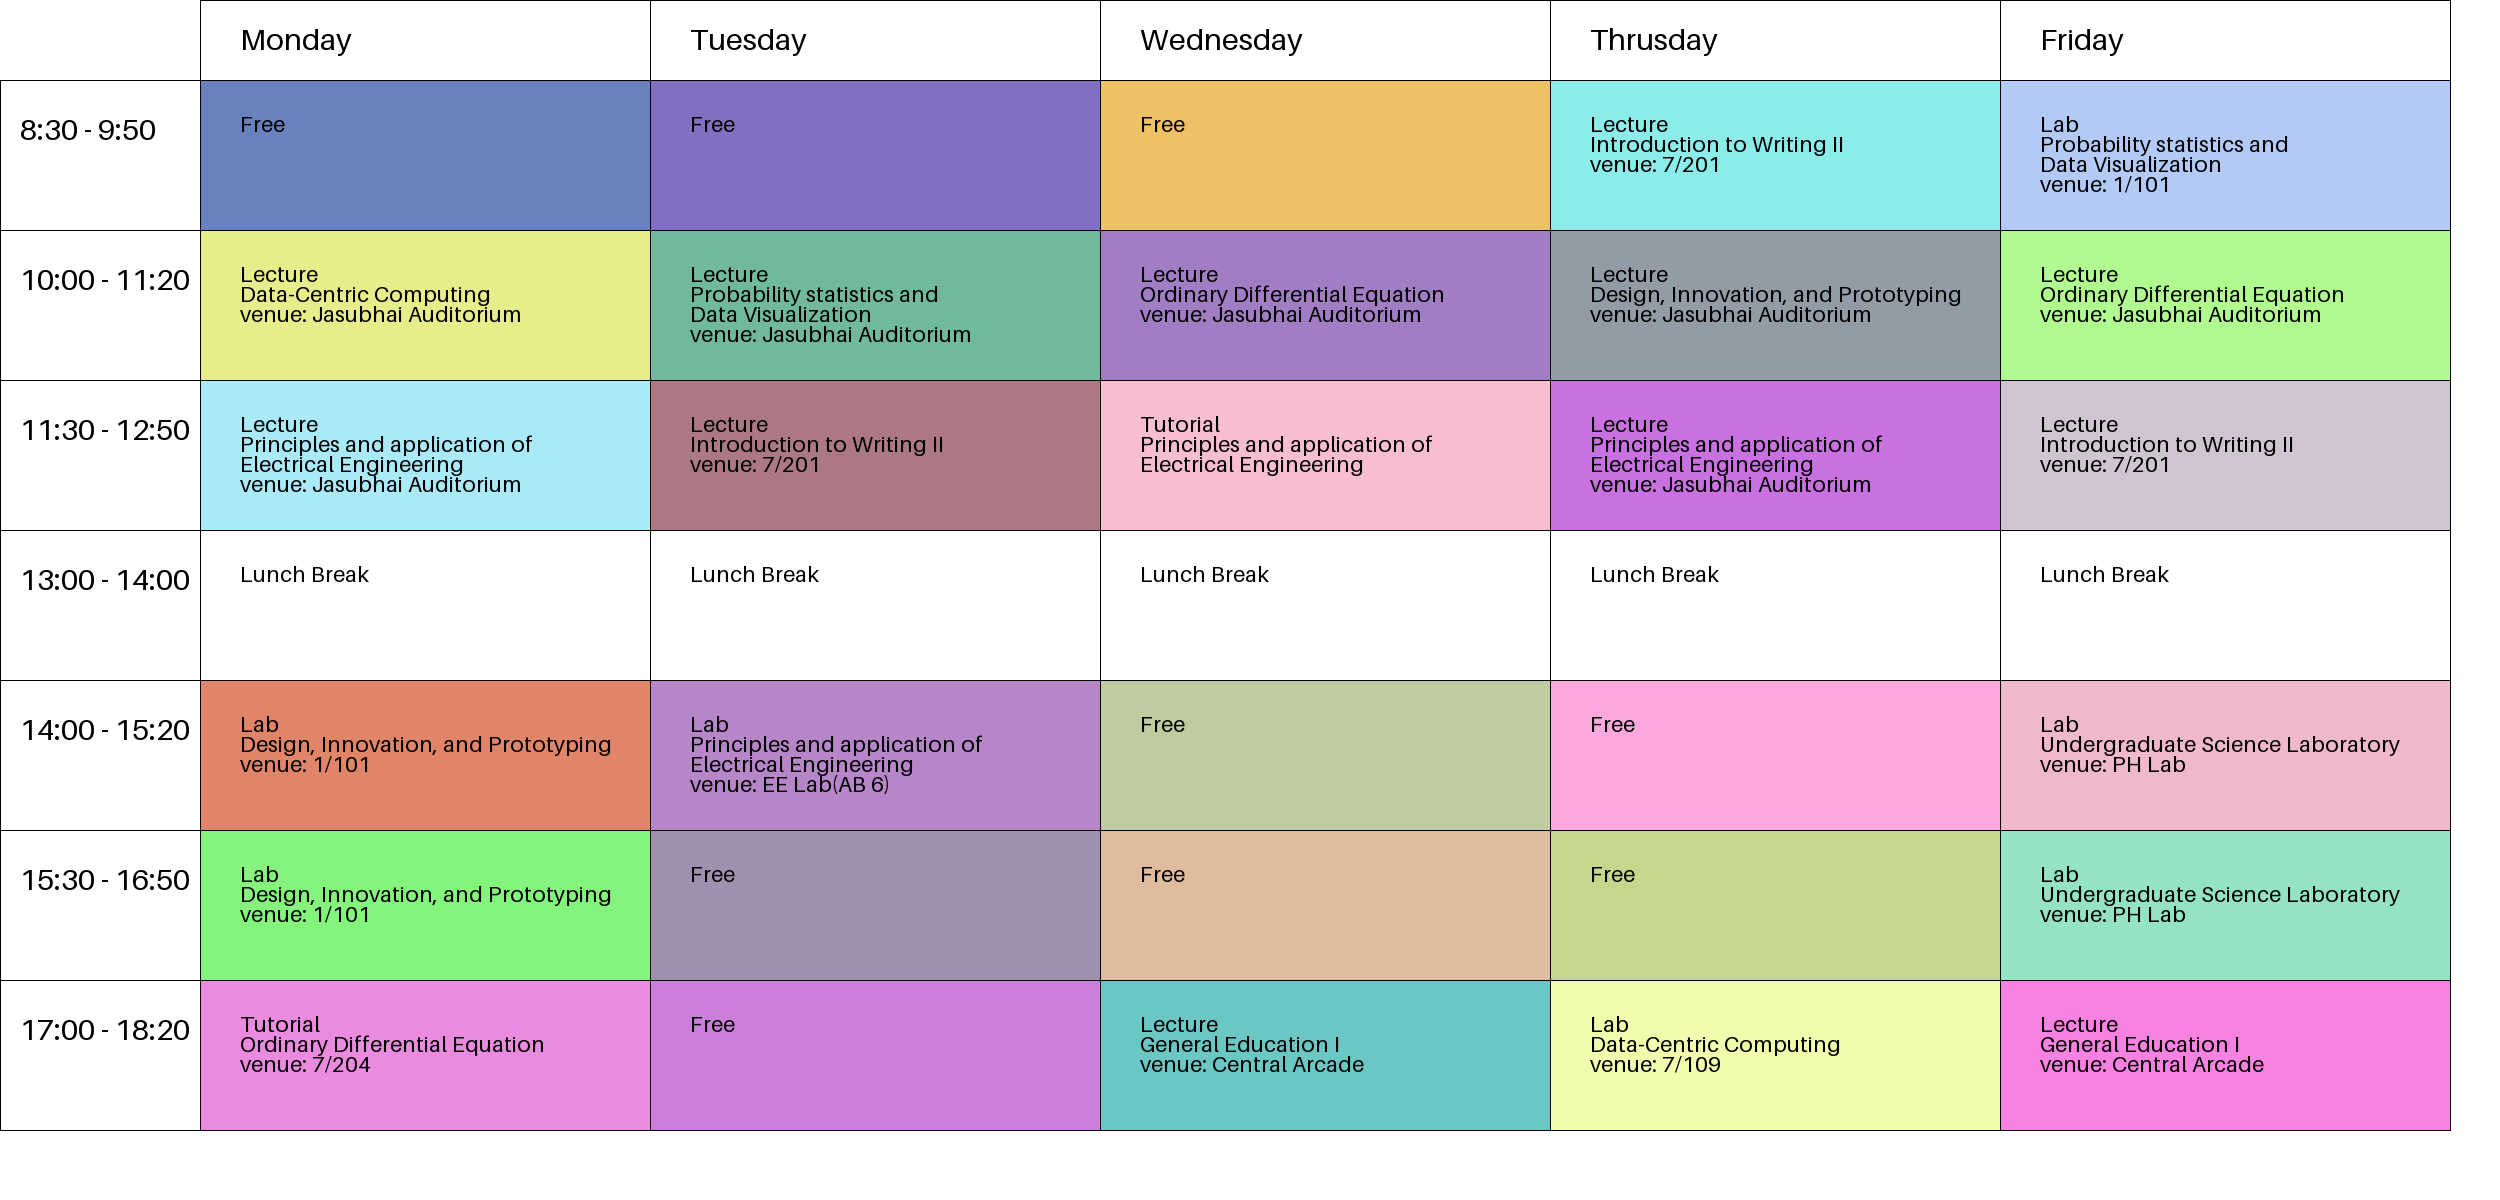 Monday
Tuesday
Wednesday
Thrusday
Friday
8:30 - 9:50
Free
Free
Free
Lecture
Introduction to Writing II
venue: 7/201
Lab
Probability statistics and
Data Visualization
venue: 1/101
10:00 - 11:20
Lecture
Data-Centric Computing
venue: Jasubhai Auditorium
Lecture
Probability statistics and
Data Visualization
venue: Jasubhai Auditorium
Lecture
Ordinary Differential Equation
venue: Jasubhai Auditorium
Lecture
Design, Innovation, and Prototyping
venue: Jasubhai Auditorium
Lecture
Ordinary Differential Equation
venue: Jasubhai Auditorium
11:30 - 12:50
Lecture
Principles and application of
Electrical Engineering
venue: Jasubhai Auditorium
Lecture
Introduction to Writing II
venue: 7/201
Tutorial
Principles and application of
Electrical Engineering
Lecture
Principles and application of
Electrical Engineering
venue: Jasubhai Auditorium
Lecture
Introduction to Writing II
venue: 7/201
13:00 - 14:00
Lunch Break
Lunch Break
Lunch Break
Lunch Break
Lunch Break
14:00 - 15:20
Lab
Design, Innovation, and Prototyping
venue: 1/101
Lab
Principles and application of
Electrical Engineering
venue: EE Lab(AB 6)
Free
Free
Lab
Undergraduate Science Laboratory
venue: PH Lab
15:30 - 16:50
Lab
Design, Innovation, and Prototyping
venue: 1/101
Free
Free
Free
Lab
Undergraduate Science Laboratory
venue: PH Lab
17:00 - 18:20
Tutorial
Ordinary Differential Equation
venue: 7/204
Free
Lecture
General Education I
venue: Central Arcade
Lab
Data-Centric Computing
venue: 7/109
Lecture
General Education I
venue: Central Arcade